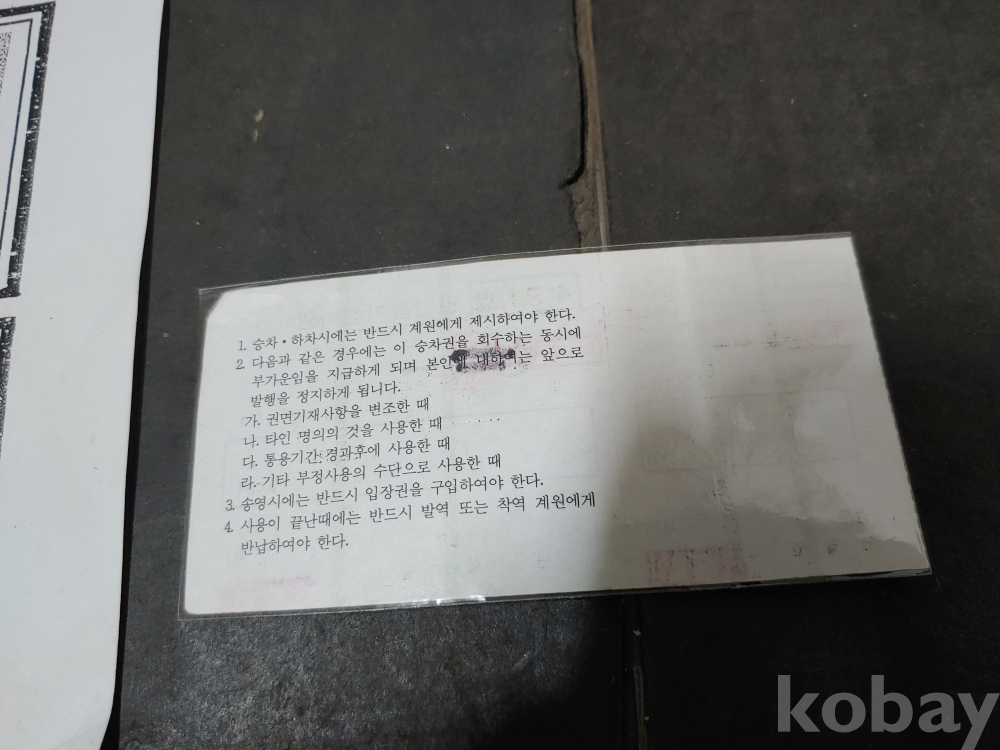 1. 승차·하차시에는 반드시 계원에게 제시하여야 한다.
2. 다음과 같은 경우에는 이 승차권을 회수하는 동시에
부가운임을 지급하게 되며 본인에 대하여는 앞으로
발행을 정지하게 됩니다.
가. 권면기재사항을 변조한 때
나. 타인 명의의 것을 사용한 때
다. 통용기간 경과후에 사용한 때
라. 기타 부정사용의 수단으로 사용한 때
3. 송영시에는 반드시 입장권을 구입하여야 한다.
4. 사용이 끝난때에는 반드시 발역 또는 착역 계원에게
반납하여야 한다.
kobay